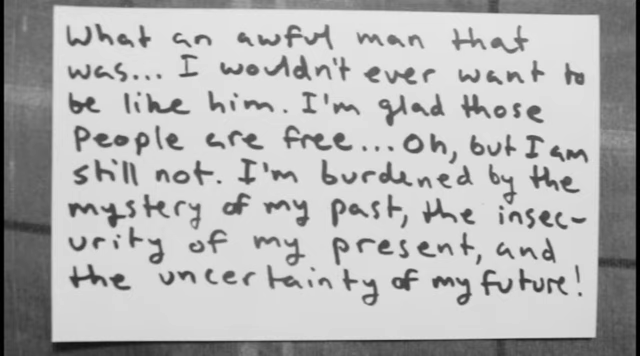 What an awful man that
was... I wouldn't ever want to
be like him. I'm glad those
People are free... Oh, but I am
still not. I'm burdened by the
mystery of my past, the insec-
urity of my present, and
the uncertainty of my future!